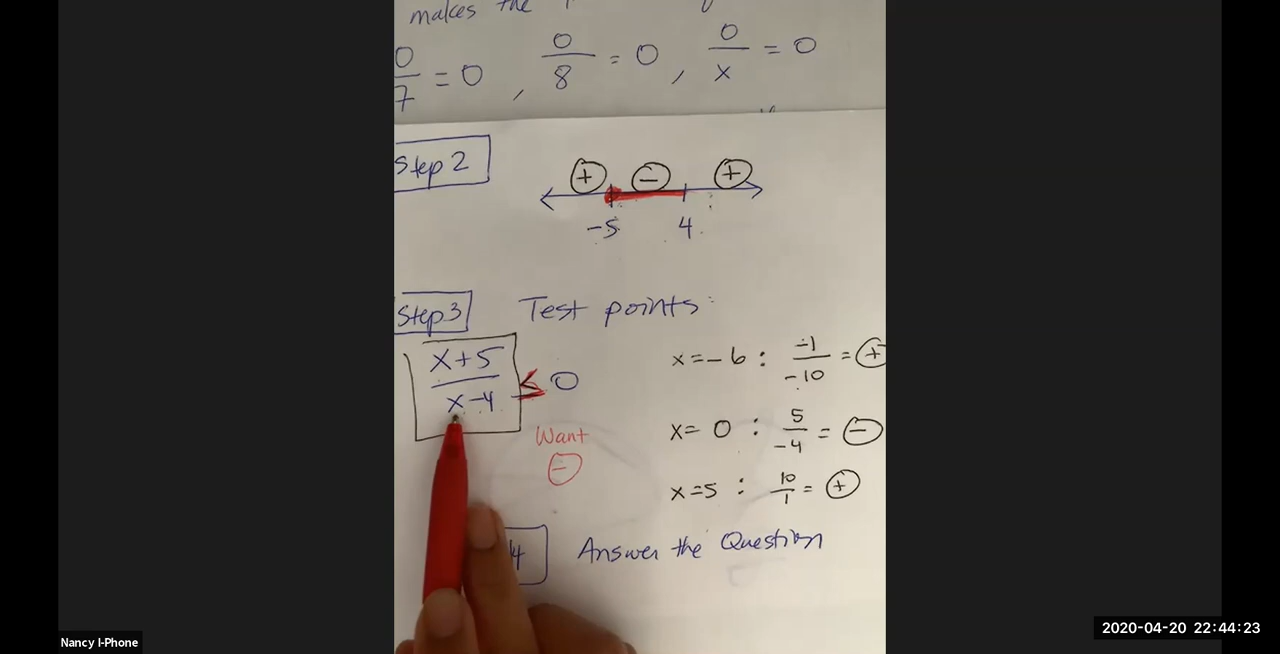 makes the
0/7 = 0 , 0/8 = 0 , 0/x = 0
Step 2
+ - +
-5 4
Step 3 Test points:
x+5/x-4 ≤ 0
Want
-
x=-6 : -1/-10 = +
x= 0 : 5/-4 = -
x=5 : 10/1 = +
4 Answer the Question
Nancy I-Phone
2020-04-20 22:44:23